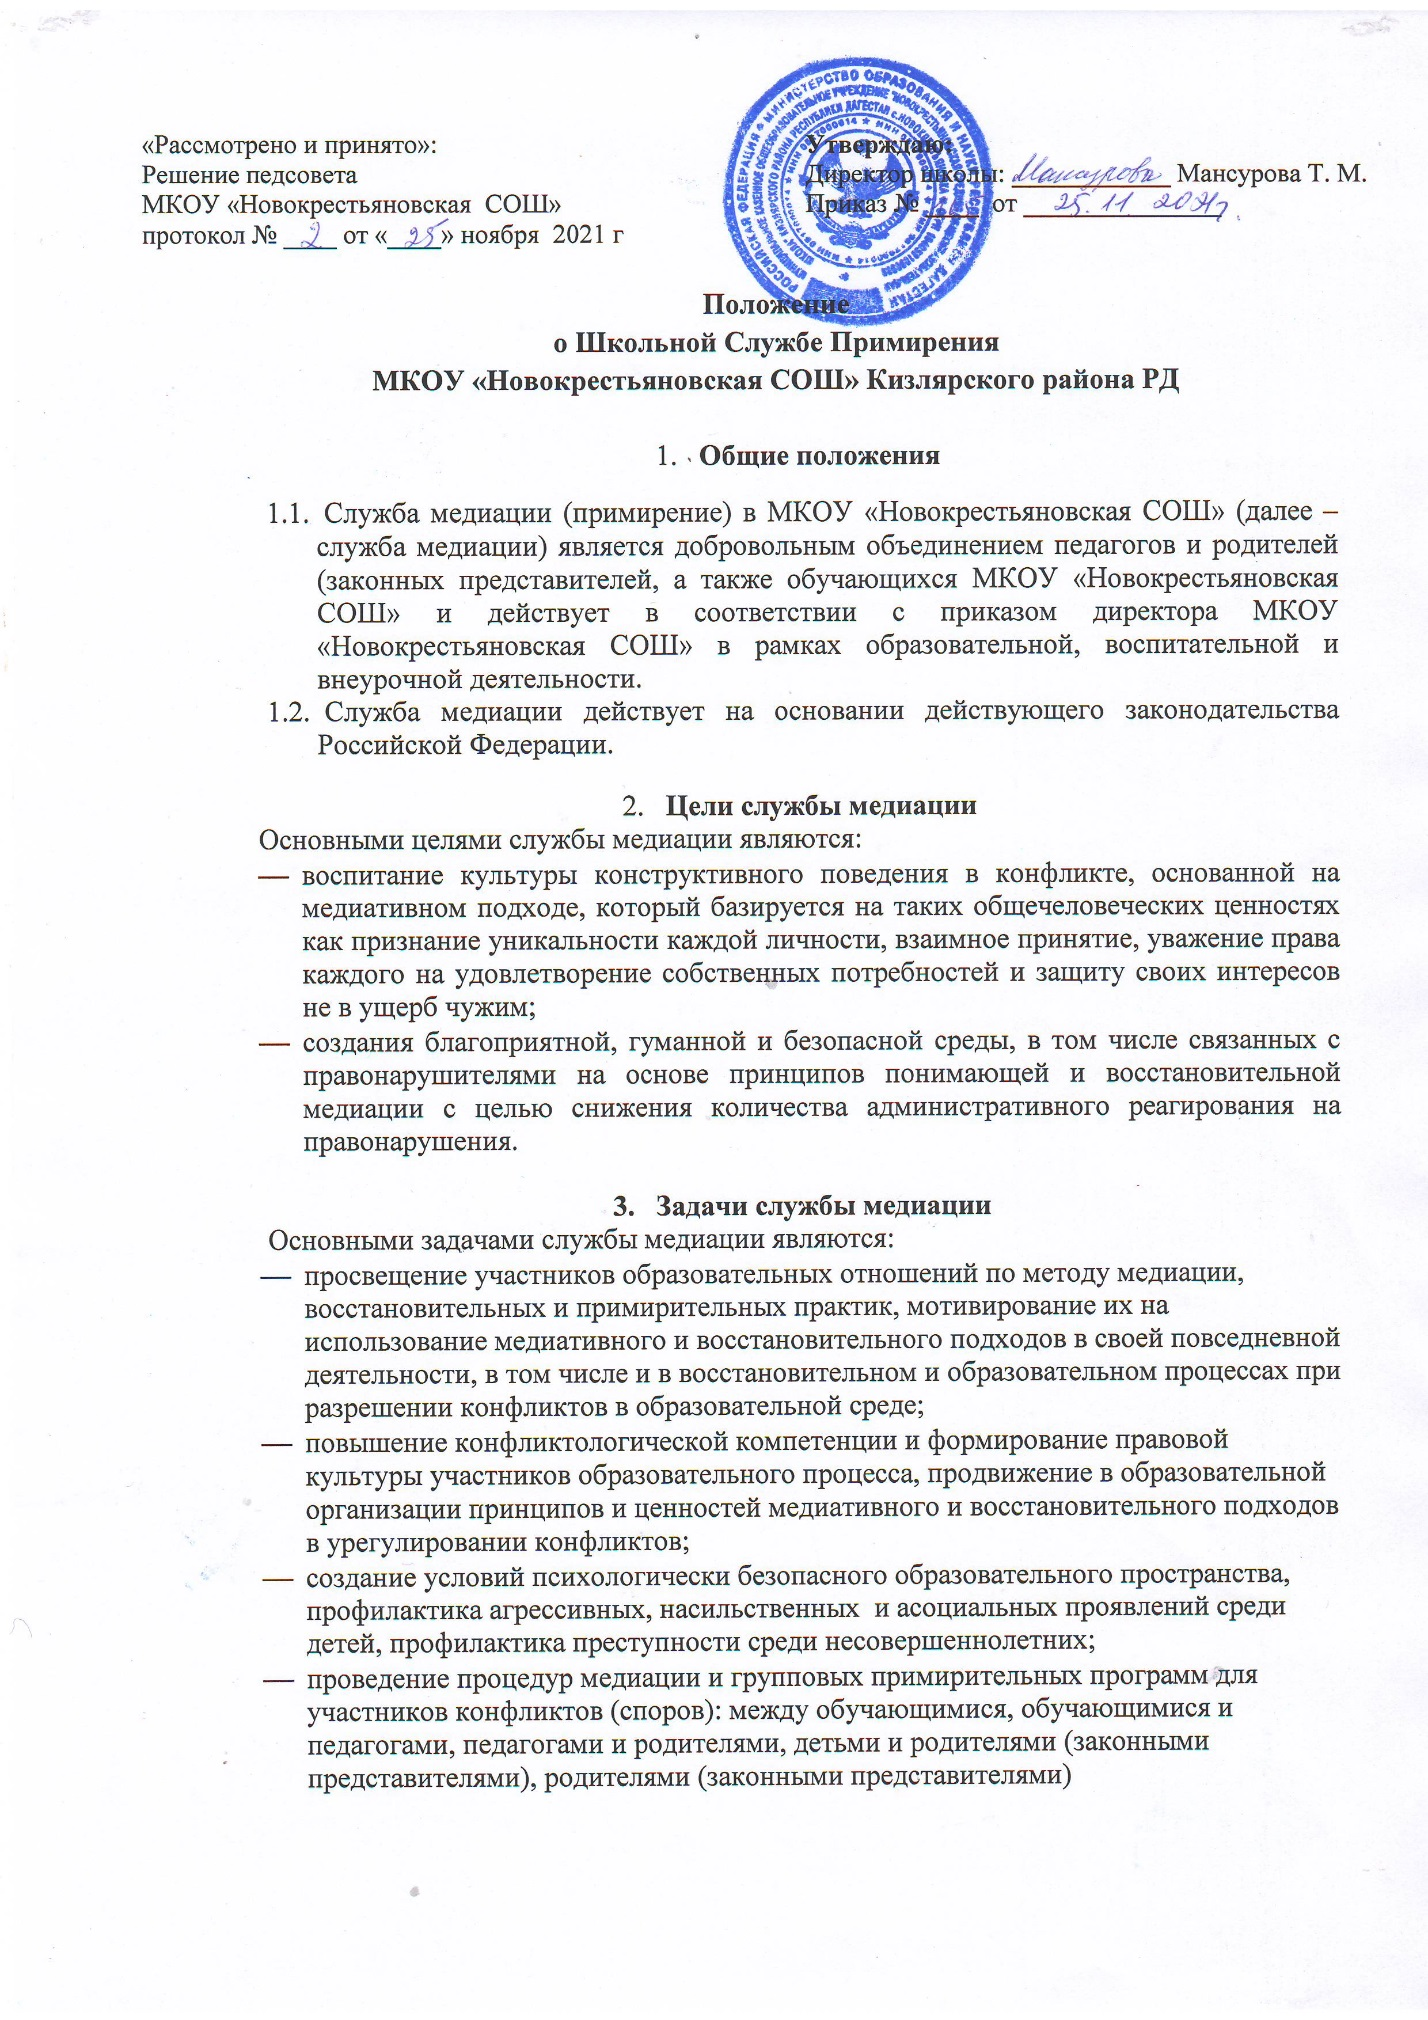 «Рассмотрено и принято»:
Решение педсовета
МКОУ «Новокрестьяновская СОШ»
протокол № 2 от «25» ноября 2021 г
Утверждаю:
Директор школы: Мансурова Мансурова Т. М.
Приказ № от 25.11 2021г.
РОССИЙСКАЯ ФЕДЕРАЦИЯ * МИНИСТЕРСТВО ОБРАЗОВАНИЯ И НАУКИ РЕСПУБЛИКИ ДАГЕСТАН
Положение
о Школьной Службе Примирения
МКОУ «Новокрестьяновская СОШ» Кизлярского района РД
1. Общие положения
1.1. Служба медиации (примирение) в МКОУ «Новокрестьяновская СОШ» (далее –
служба медиации) является добровольным объединением педагогов и родителей
(законных представителей, а также обучающихся МКОУ «Новокрестьяновская
СОШ» и действует в соответствии с приказом директора МКОУ
«Новокрестьяновская СОШ» в рамках образовательной, воспитательной и
внеурочной деятельности.
1.2. Служба медиации действует на основании действующего законодательства
Российской Федерации.
2. Цели службы медиации
Основными целями службы медиации являются:
— воспитание культуры конструктивного поведения в конфликте, основанной на
медиативном подходе, который базируется на таких общечеловеческих ценностях
как признание уникальности каждой личности, взаимное принятие, уважение права
каждого на удовлетворение собственных потребностей и защиту своих интересов
не в ущерб чужим;
— создания благоприятной, гуманной и безопасной среды, в том числе связанных с
правонарушителями на основе принципов понимающей и восстановительной
медиации с целью снижения количества административного реагирования на
правонарушения.
3. Задачи службы медиации
Основными задачами службы медиации являются:
— просвещение участников образовательных отношений по методу медиации,
восстановительных и примирительных практик, мотивирование их на
использование медиативного и восстановительного подходов в своей повседневной
деятельности, в том числе и в восстановительном и образовательном процессах при
разрешении конфликтов в образовательной среде;
— повышение конфликтологической компетенции и формирование правовой
культуры участников образовательного процесса, продвижение в образовательной
организации принципов и ценностей медиативного и восстановительного подходов
в урегулировании конфликтов;
— создание условий психологически безопасного образовательного пространства,
профилактика агрессивных, насильственных и асоциальных проявлений среди
детей, профилактика преступности среди несовершеннолетних;
— проведение процедур медиации и групповых примирительных программ для
участников конфликтов (споров): между обучающимися, обучающимися и
педагогами, педагогами и родителями, детьми и родителями (законными
представителями), родителями (законными представителями)